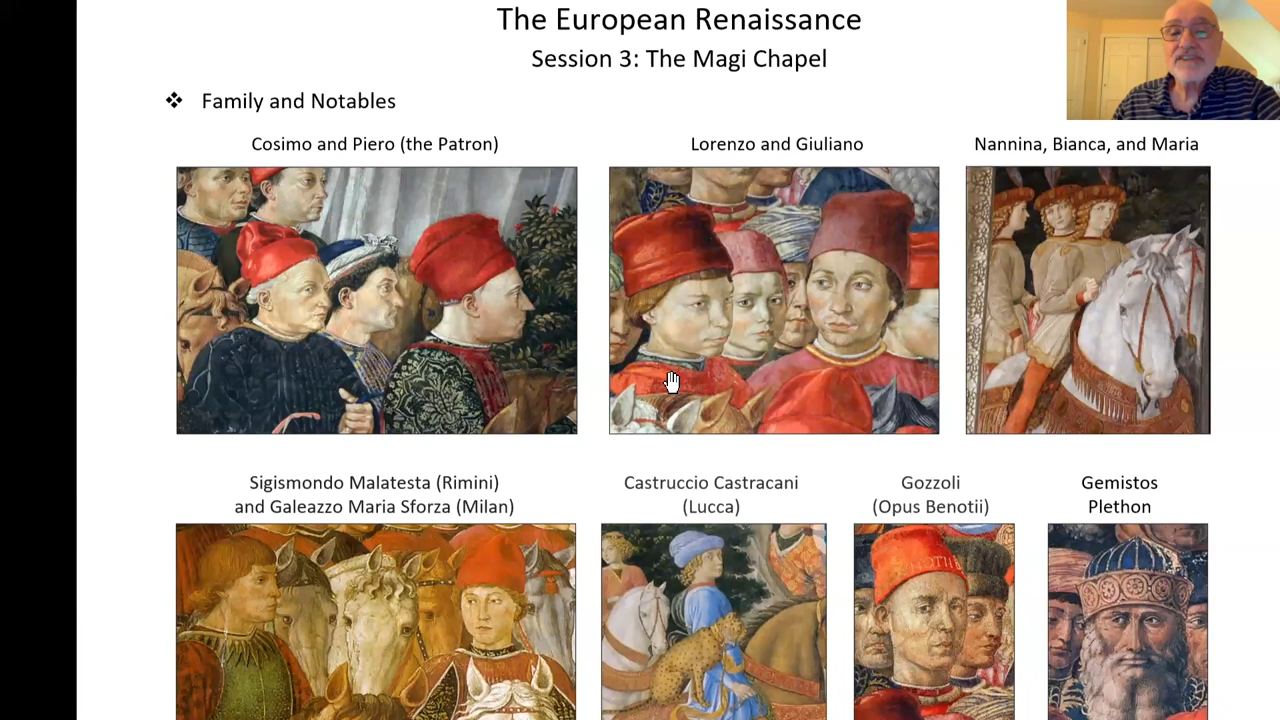 The European Renaissance
Session 3: The Magi Chapel
❖ Family and Notables
Cosimo and Piero (the Patron)
Lorenzo and Giuliano
Nannina, Bianca, and Maria
Sigismondo Malatesta (Rimini)
and Galeazzo Maria Sforza (Milan)
Castruccio Castracani
(Lucca)
Gozzoli
(Opus Benotii)
Gemistos
Plethon